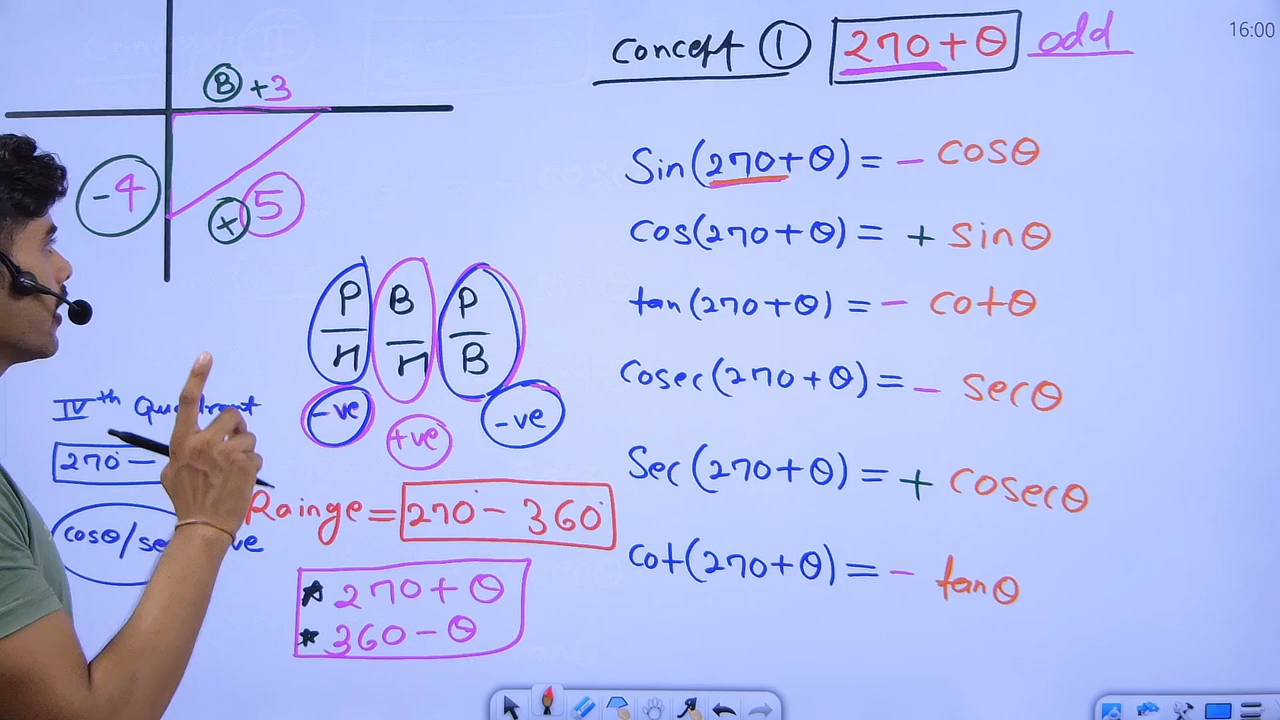 16:00
Concept ① 270+θ odd
B +3
-4
+ 5
Sin(270+θ)= - cosθ
cos(270+θ)= + sinθ
tan(270+θ)= - cotθ
cosec(270+θ)= - secθ
Sec(270+θ)= + cosecθ
cot(270+θ)= - tanθ
P B P
H H B
-ve +ve -ve
IVth Quadrant
270° -
cosθ/se ve
Rainge = 270° - 360°
★ 270+θ
★ 360-θ